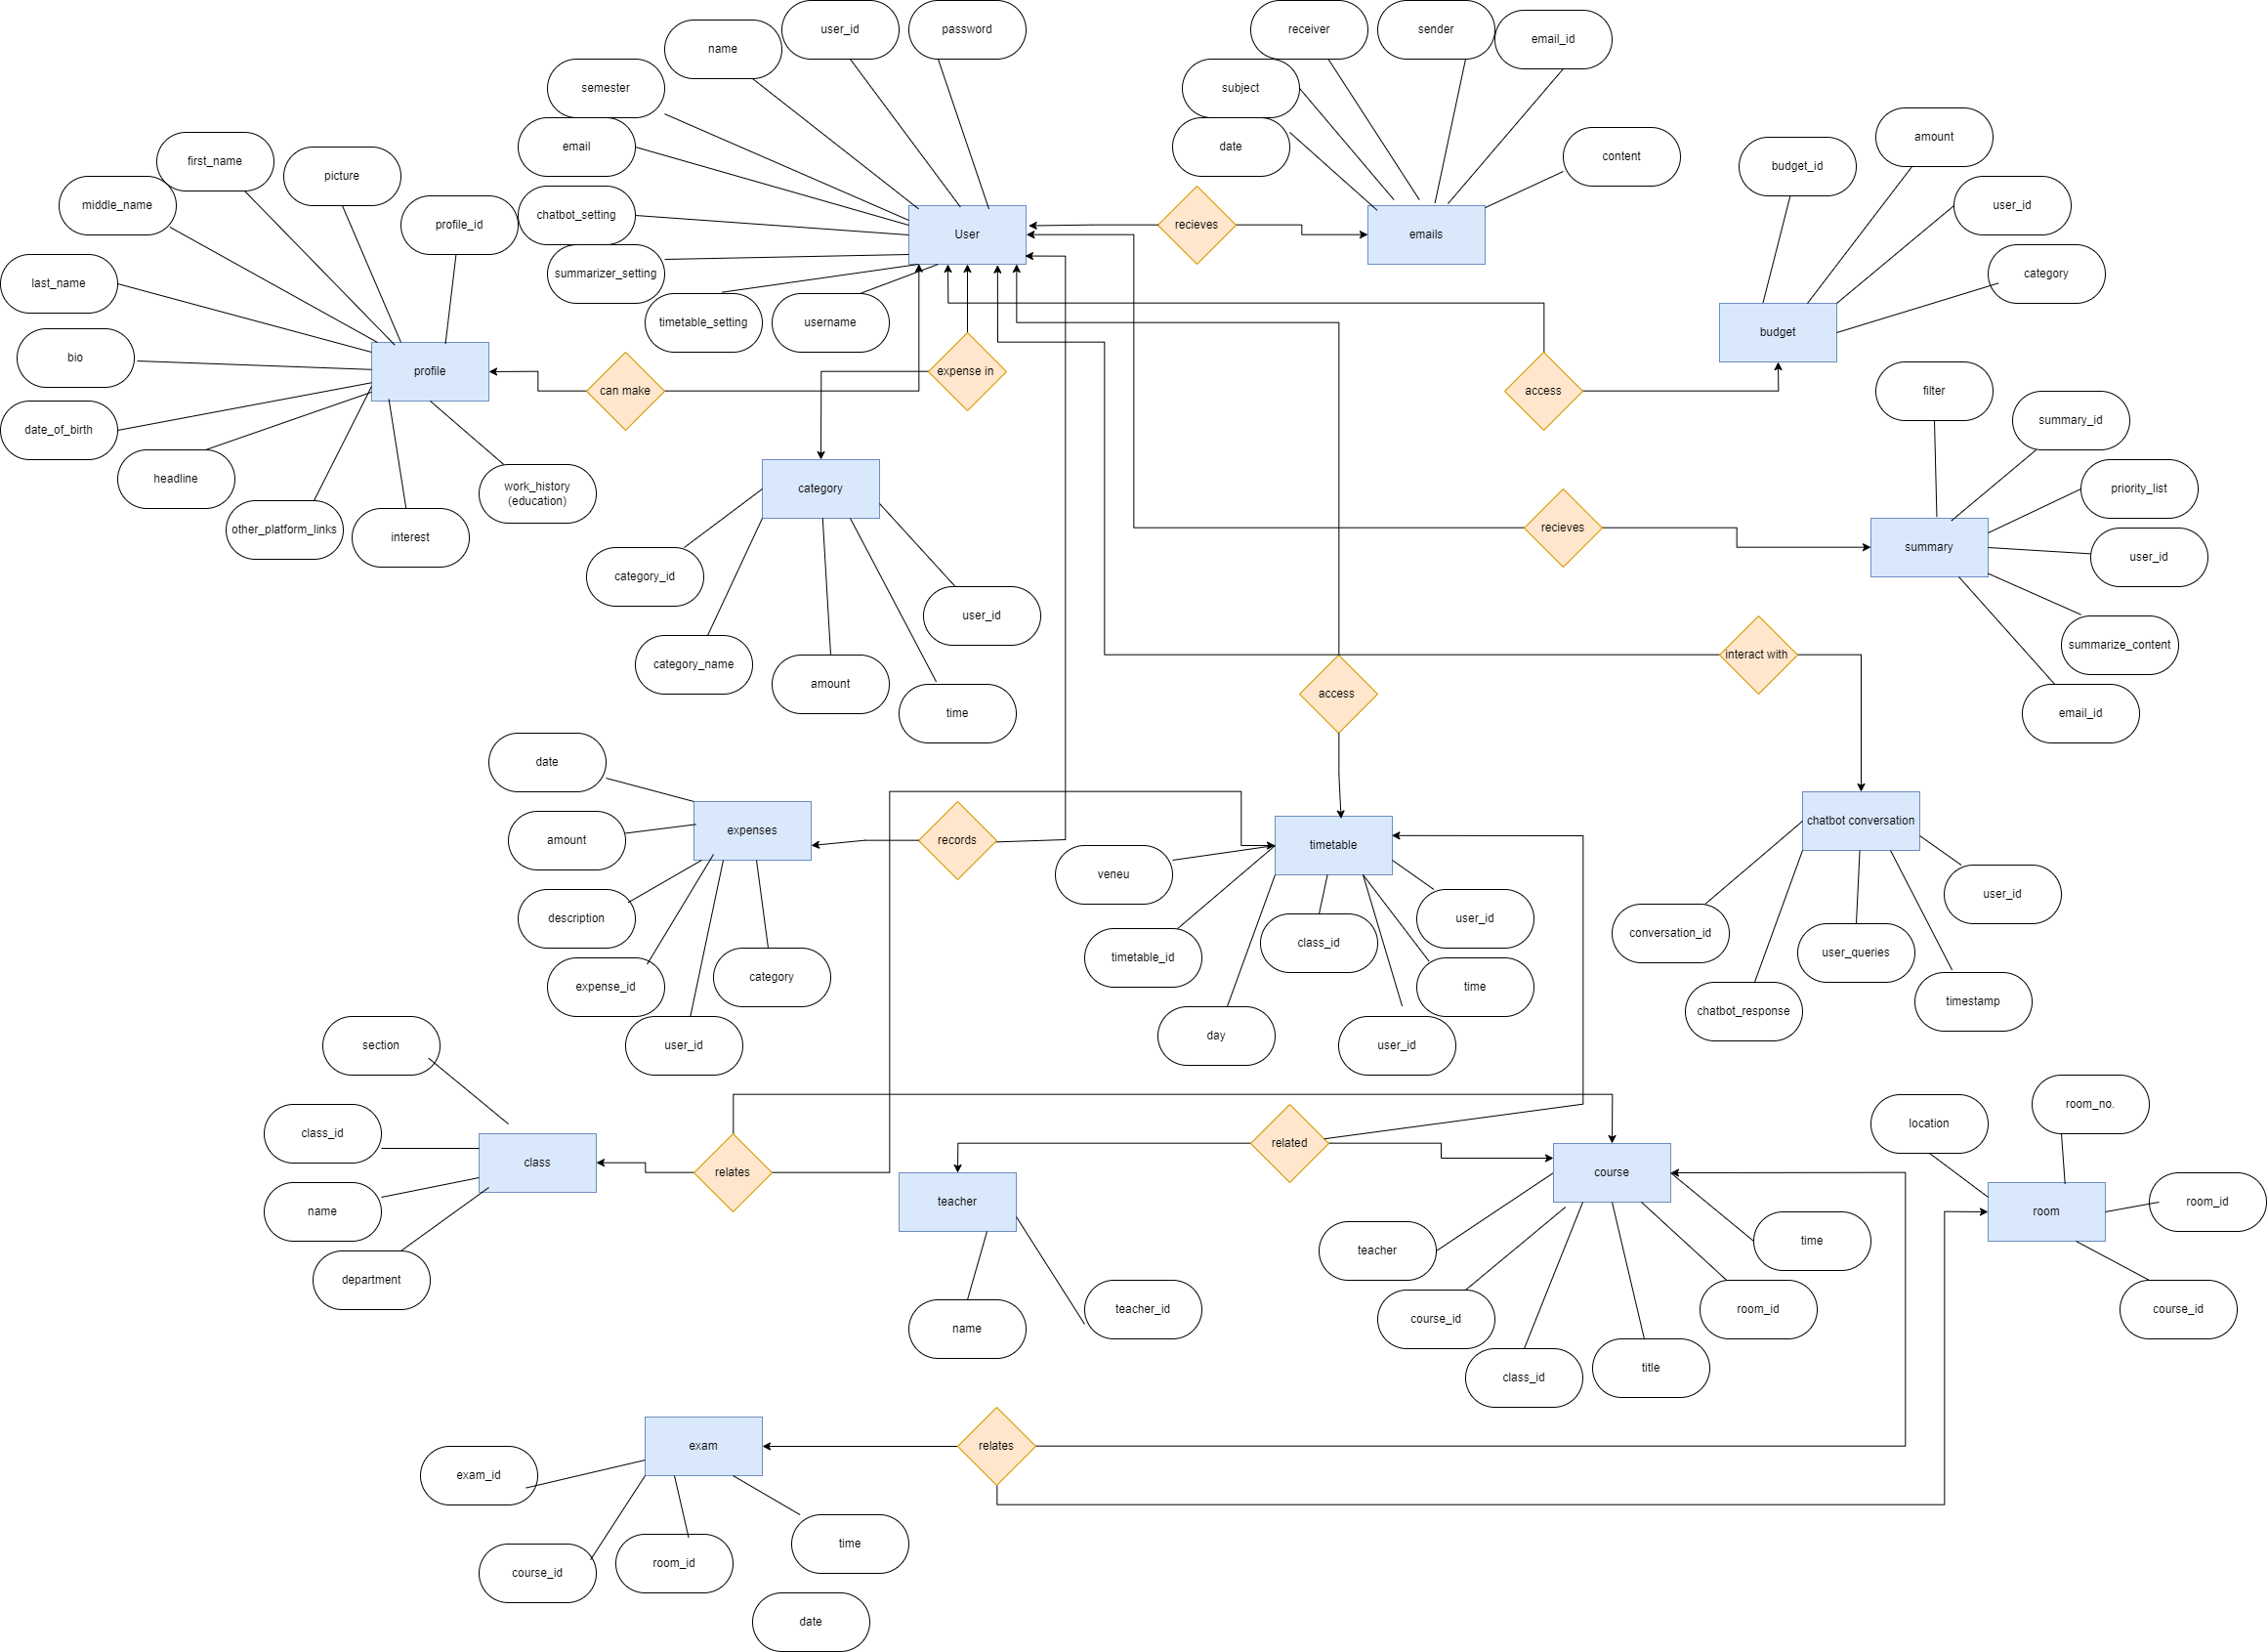 user_id
password
receiver
sender
email_id
name
semester
subject
email
date
content
amount
budget_id
first_name
picture
middle_name
profile_id
chatbot_setting
User
recieves
emails
user_id
last_name
summarizer_setting
category
timetable_setting
username
budget
bio
profile
can make
expense in
access
filter
date_of_birth
summary_id
headline
category
work_history
(education)
priority_list
other_platform_links
interest
recieves
summary
user_id
category_id
user_id
summarize_content
category_name
interact with
amount
access
time
email_id
date
amount
expenses
records
timetable
chatbot conversation
veneu
user_id
description
class_id
user_id
conversation_id
timetable_id
user_queries
expense_id
category
time
timestamp
chatbot_response
section
user_id
day
user_id
class_id
location
room_no.
class
relates
related
course
name
teacher
room
room_id
department
teacher
time
name
teacher_id
course_id
room_id
course_id
class_id
title
exam
relates
exam_id
time
course_id
room_id
date